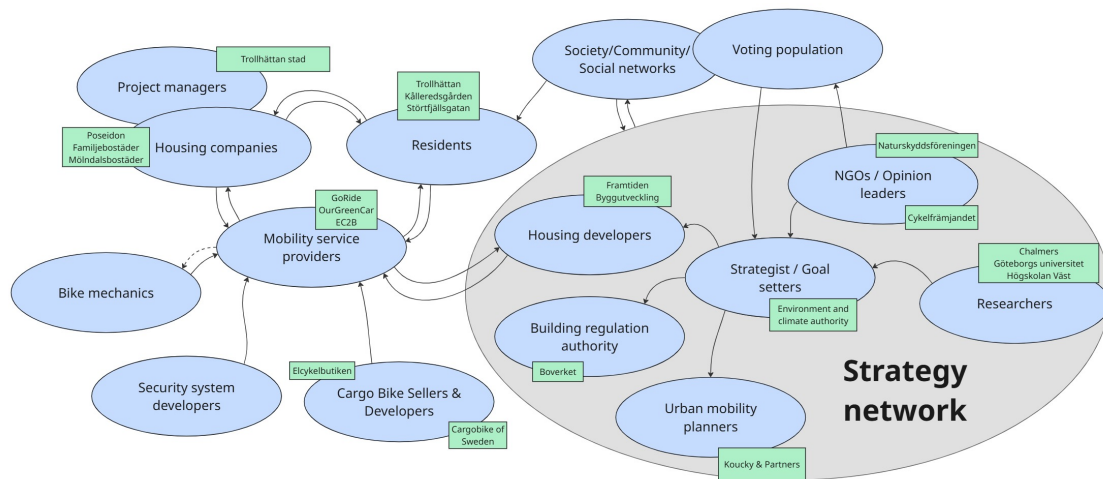 Trollhättan stad
Project managers
Poseidon
Familjebostäder
Mölndalsbostäder
Housing companies
Trollhättan
Kålleredsgården
Störtfjällsgatan
Residents
Society/Community/
Social networks
Voting population
Naturskyddsföreningen
NGOs / Opinion
leaders
Cykelfrämjandet
GoRide
OurGreenCar
EC2B
Mobility service
providers
Framtiden
Byggutveckling
Housing developers
Strategist / Goal
setters
Environment and
climate authority
Chalmers
Göteborgs universitet
Högskolan Väst
Researchers
Bike mechanics
Building regulation
authority
Boverket
Security system
developers
Elcykelbutiken
Cargo Bike Sellers &
Developers
Cargobike of
Sweden
Urban mobility
planners
Koucky & Partners
Strategy
network